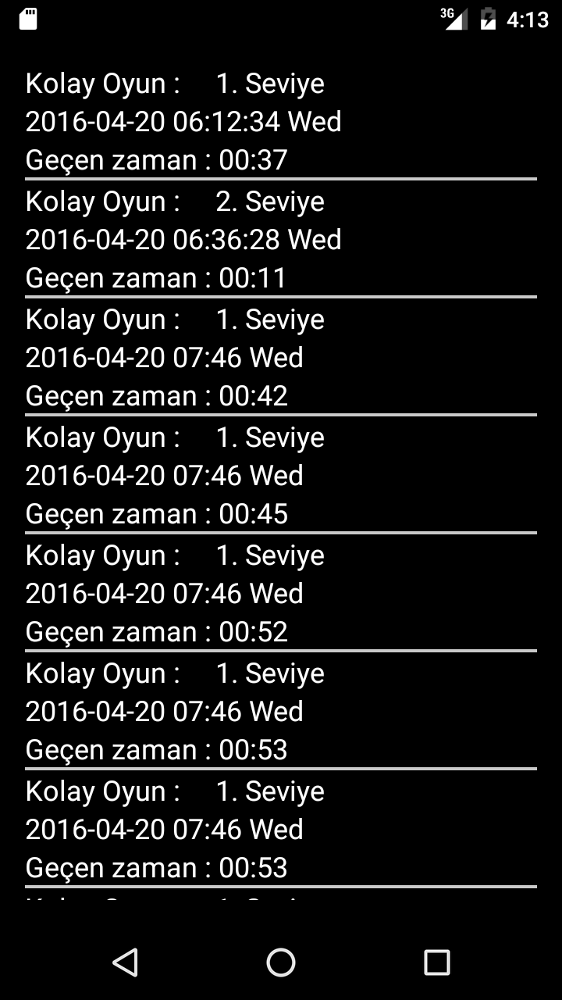 3G 4:13
Kolay Oyun : 1. Seviye
2016-04-20 06:12:34 Wed
Geçen zaman : 00:37
Kolay Oyun : 2. Seviye
2016-04-20 06:36:28 Wed
Geçen zaman : 00:11
Kolay Oyun : 1. Seviye
2016-04-20 07:46 Wed
Geçen zaman : 00:42
Kolay Oyun : 1. Seviye
2016-04-20 07:46 Wed
Geçen zaman : 00:45
Kolay Oyun : 1. Seviye
2016-04-20 07:46 Wed
Geçen zaman : 00:52
Kolay Oyun : 1. Seviye
2016-04-20 07:46 Wed
Geçen zaman : 00:53
Kolay Oyun : 1. Seviye
2016-04-20 07:46 Wed
Geçen zaman : 00:53